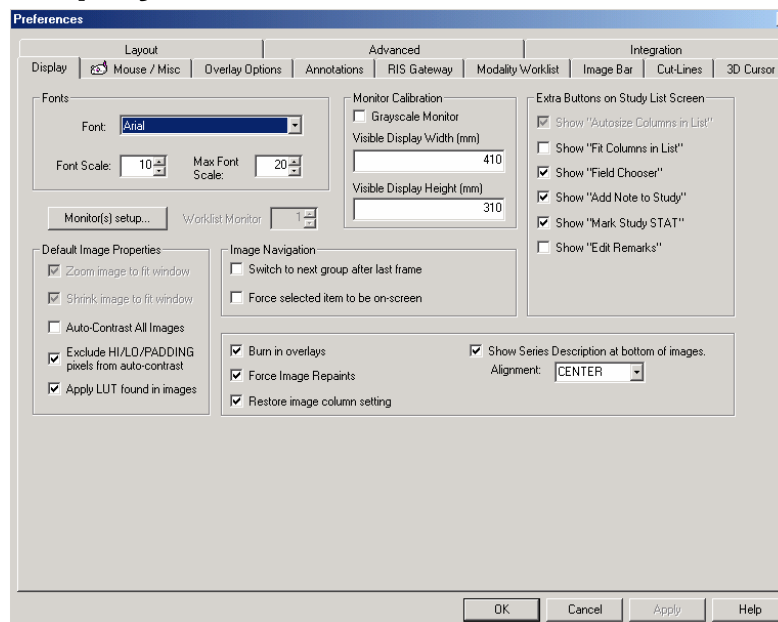 Preferences
Layout Advanced Integration
Display Mouse / Misc Overlay Options Annotations RIS Gateway Modality Worklist Image Bar Cut-Lines 3D Cursor
Fonts
Font: Arial
Font Scale: 10 Max Font Scale: 20
Monitor(s) setup... Worklist Monitor 1
Monitor Calibration
Grayscale Monitor
Visible Display Width (mm)
410
Visible Display Height (mm)
310
Extra Buttons on Study List Screen
Show "Autosize Columns in List"
Show "Fit Columns in List"
Show "Field Chooser"
Show "Add Note to Study"
Show "Mark Study STAT"
Show "Edit Remarks"
Default Image Properties
Zoom image to fit window
Shrink image to fit window
Auto-Contrast All Images
Exclude HI/LO/PADDING
pixels from auto-contrast
Apply LUT found in images
Image Navigation
Switch to next group after last frame
Force selected item to be on-screen
Burn in overlays
Force Image Repaints
Restore image column setting
Show Series Description at bottom of images.
Alignment: CENTER
OK Cancel Apply Help